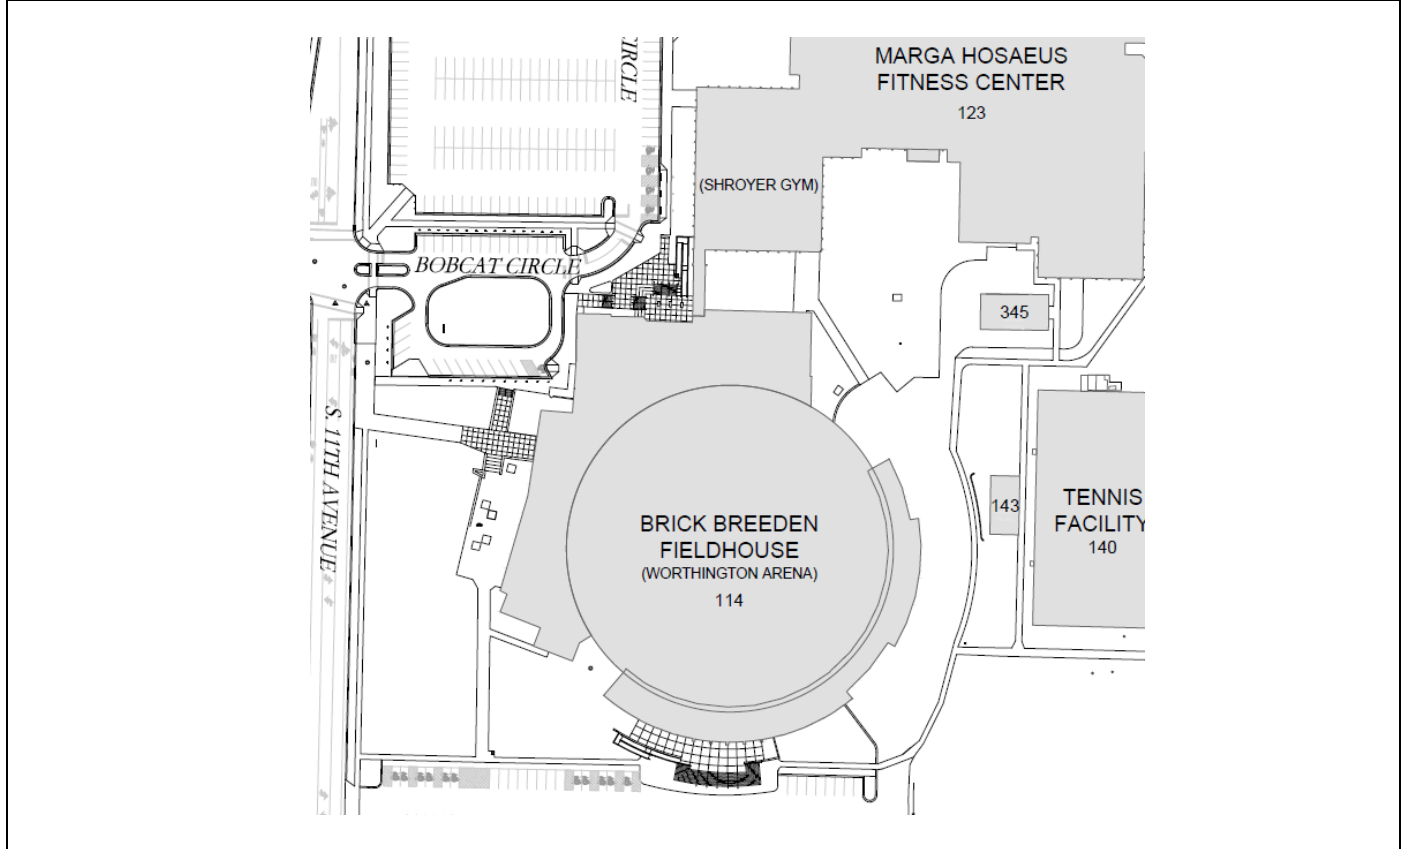 CIRCLE
MARGA HOSAEUS
FITNESS CENTER
123
(SHROYER GYM)
BOBCAT CIRCLE
345
S. 11TH AVENUE
BRICK BREEDEN
FIELDHOUSE
(WORTHINGTON ARENA)
114
143
TENNIS
FACILITY
140